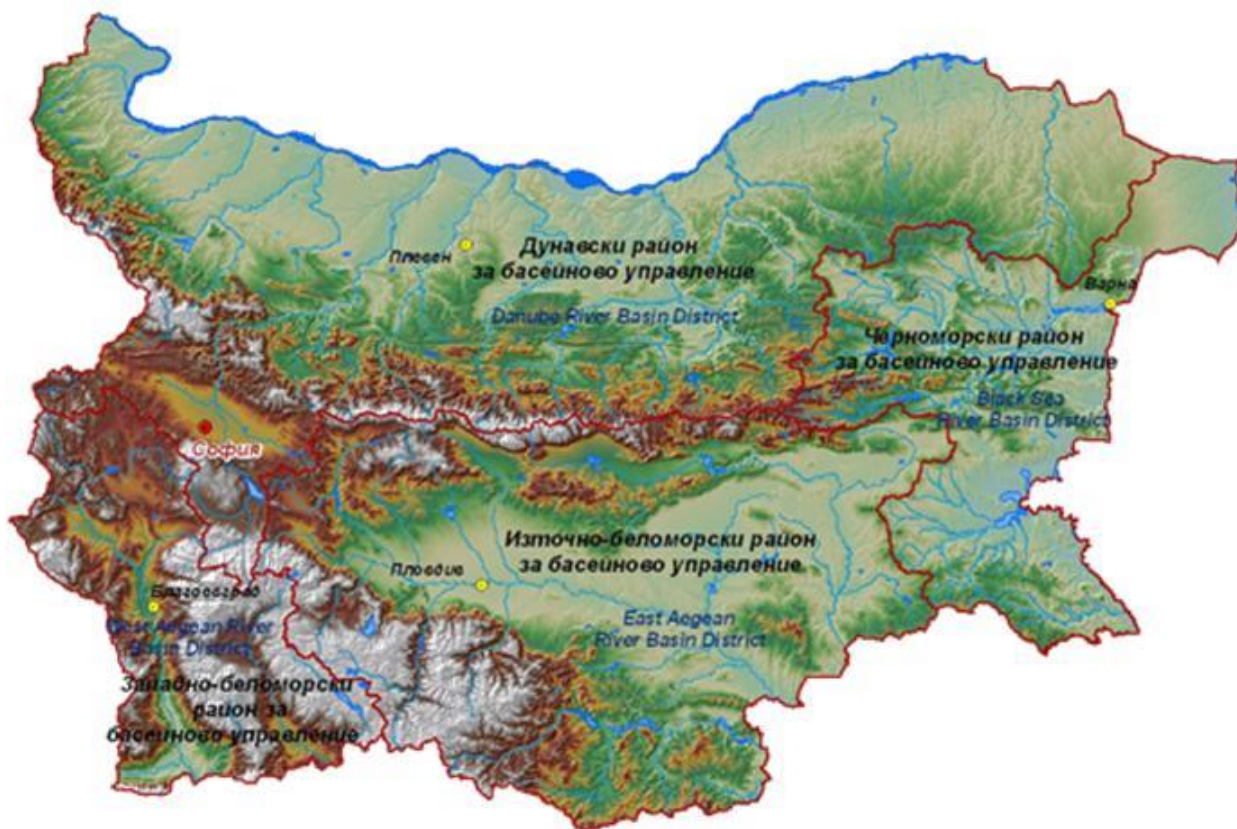 Дунавски район
за басейново управление
Плевен
Danube River Basin District
Варна
Черноморски район
за басейново управление
Black Sea
River Basin District
София
Източно-беломорски район
за басейново управление
Пловдив
Благоевград
East Aegean
River Basin District
West Aegean River
Basin District
Западно-беломорски
район за
басейново управление